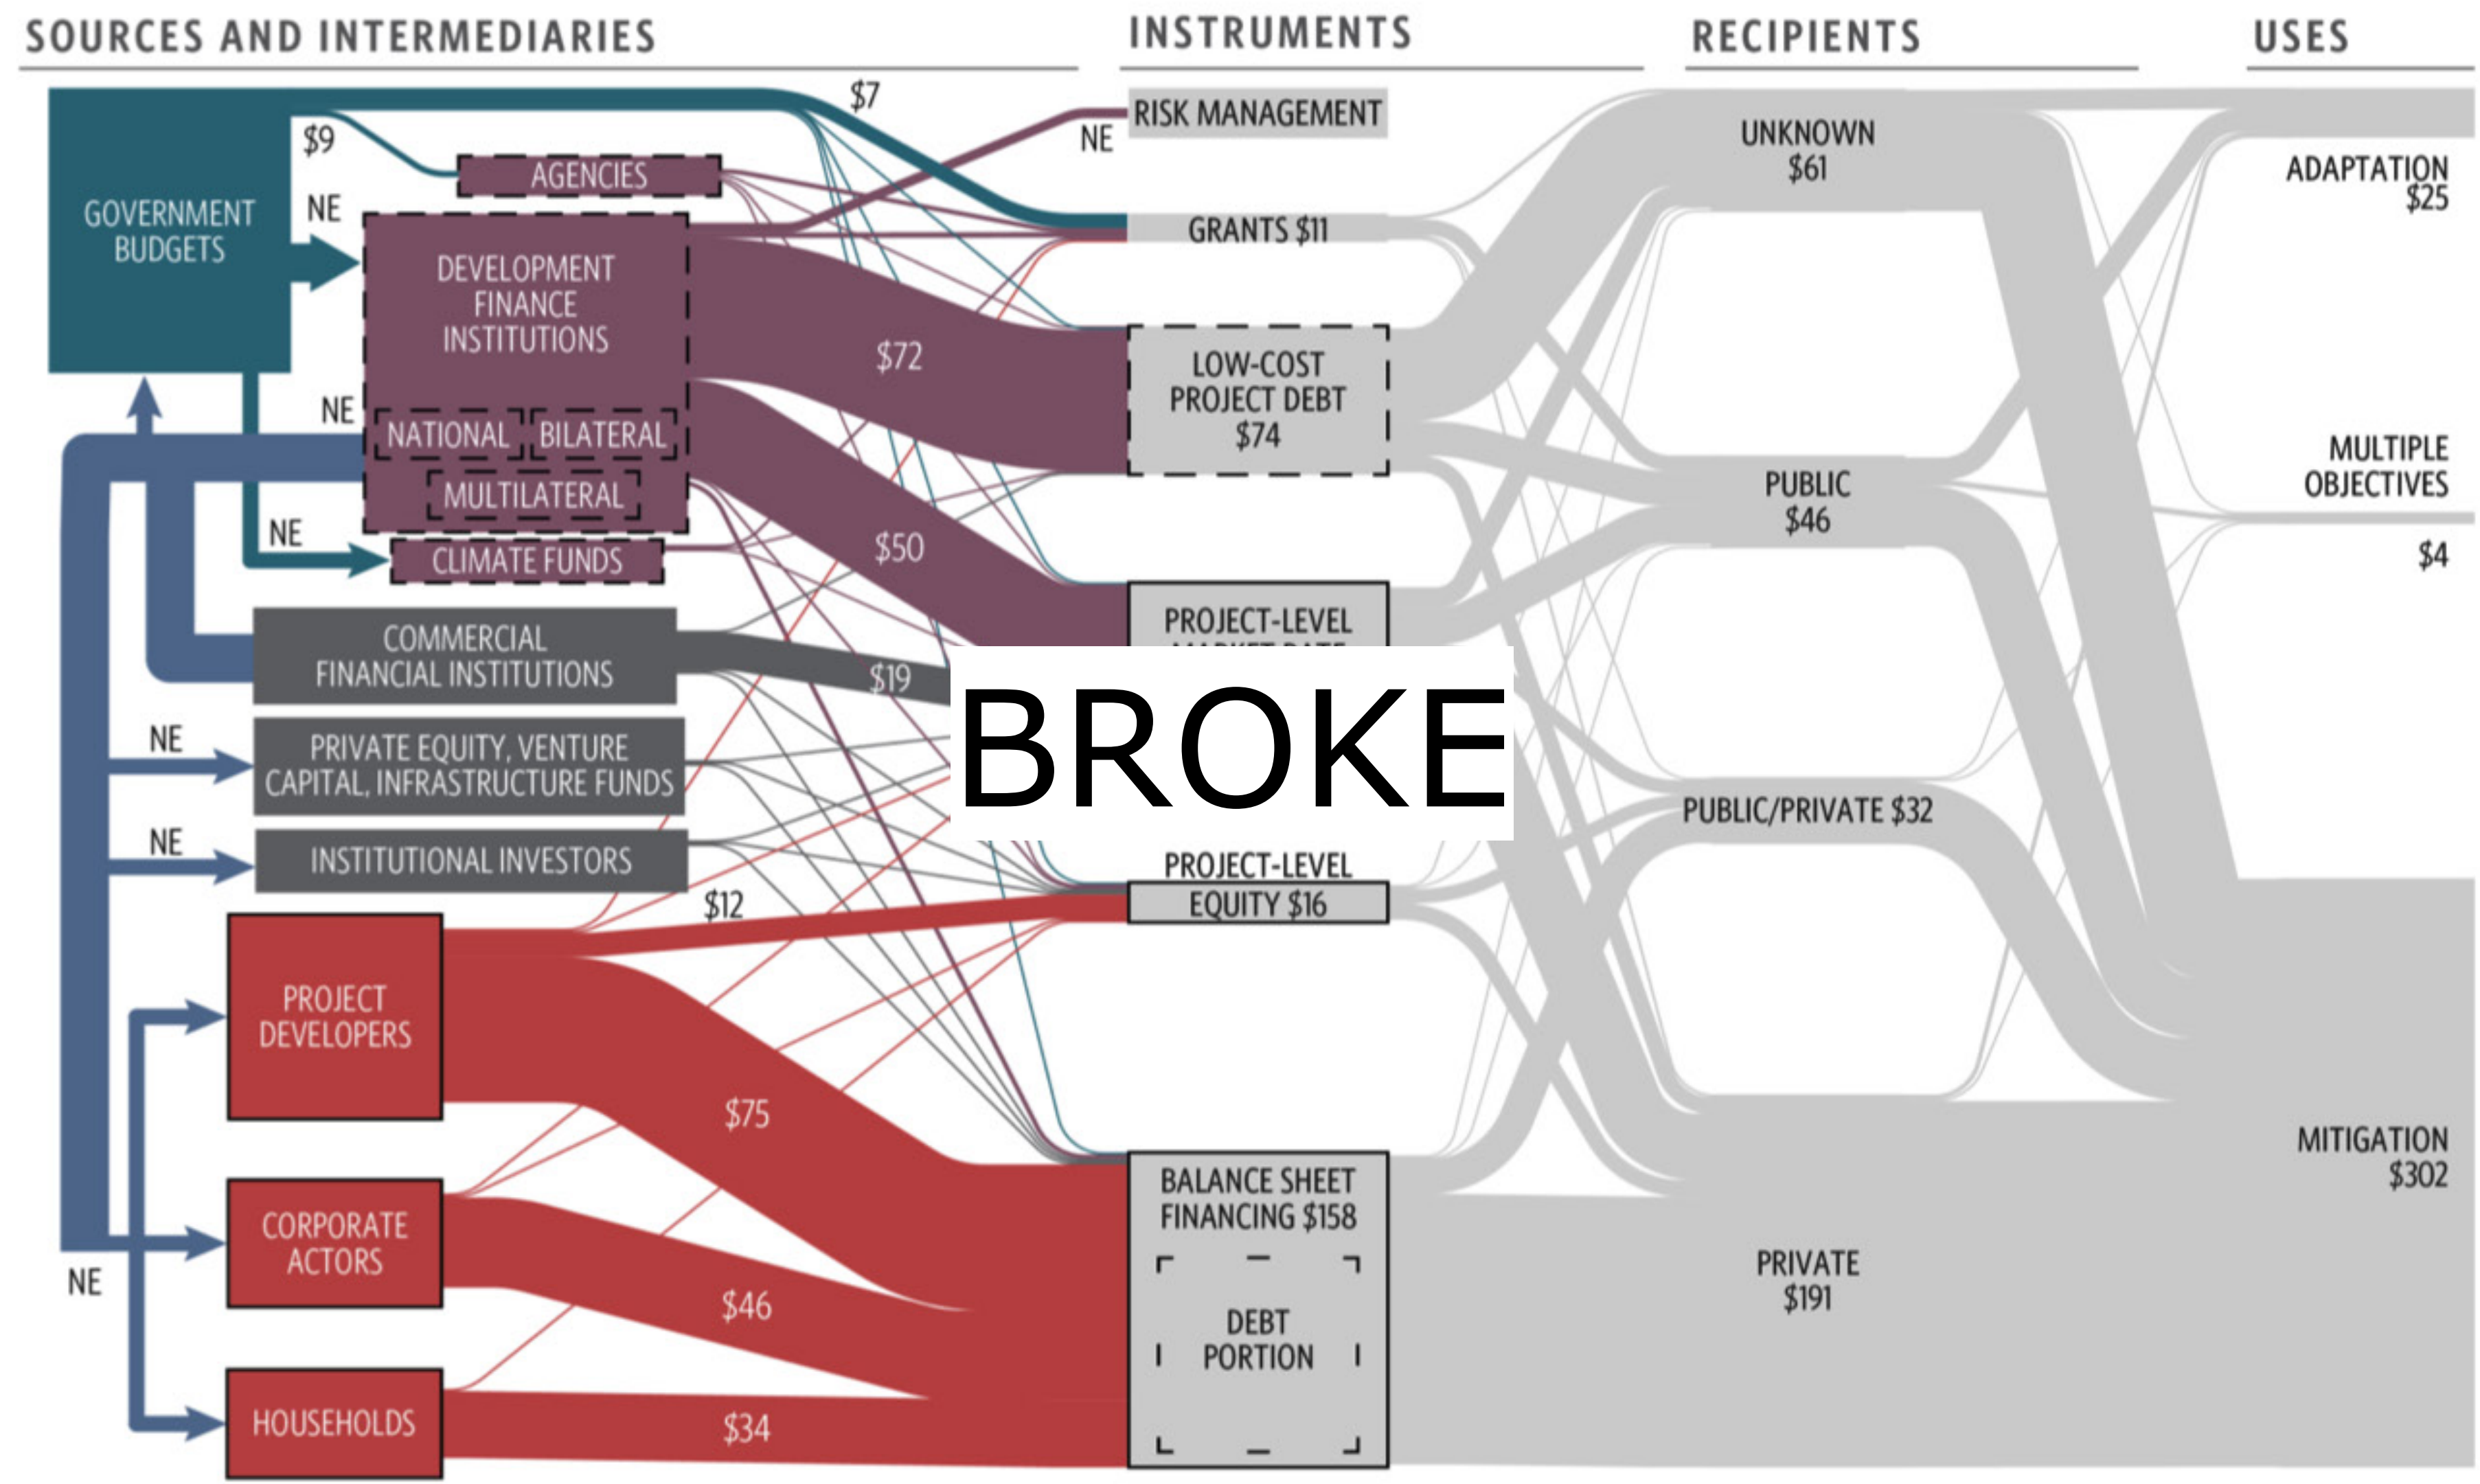 SOURCES AND INTERMEDIARIES
INSTRUMENTS
RECIPIENTS
USES
GOVERNMENT
BUDGETS
$9
NE
NE
NE
AGENCIES
DEVELOPMENT
FINANCE
INSTITUTIONS
NATIONAL
BILATERAL
MULTILATERAL
CLIMATE FUNDS
COMMERCIAL
FINANCIAL INSTITUTIONS
NE
PRIVATE EQUITY, VENTURE
CAPITAL, INFRASTRUCTURE FUNDS
NE
INSTITUTIONAL INVESTORS
PROJECT
DEVELOPERS
CORPORATE
ACTORS
NE
HOUSEHOLDS
$7
NE
$72
$50
$19
$12
$75
$46
$34
RISK MANAGEMENT
GRANTS $11
LOW-COST
PROJECT DEBT
$74
PROJECT-LEVEL
BROKE
PROJECT-LEVEL
EQUITY $16
BALANCE SHEET
FINANCING $158
DEBT
PORTION
UNKNOWN
$61
PUBLIC
$46
PUBLIC/PRIVATE $32
PRIVATE
$191
ADAPTATION
$25
MULTIPLE
OBJECTIVES
$4
MITIGATION
$302